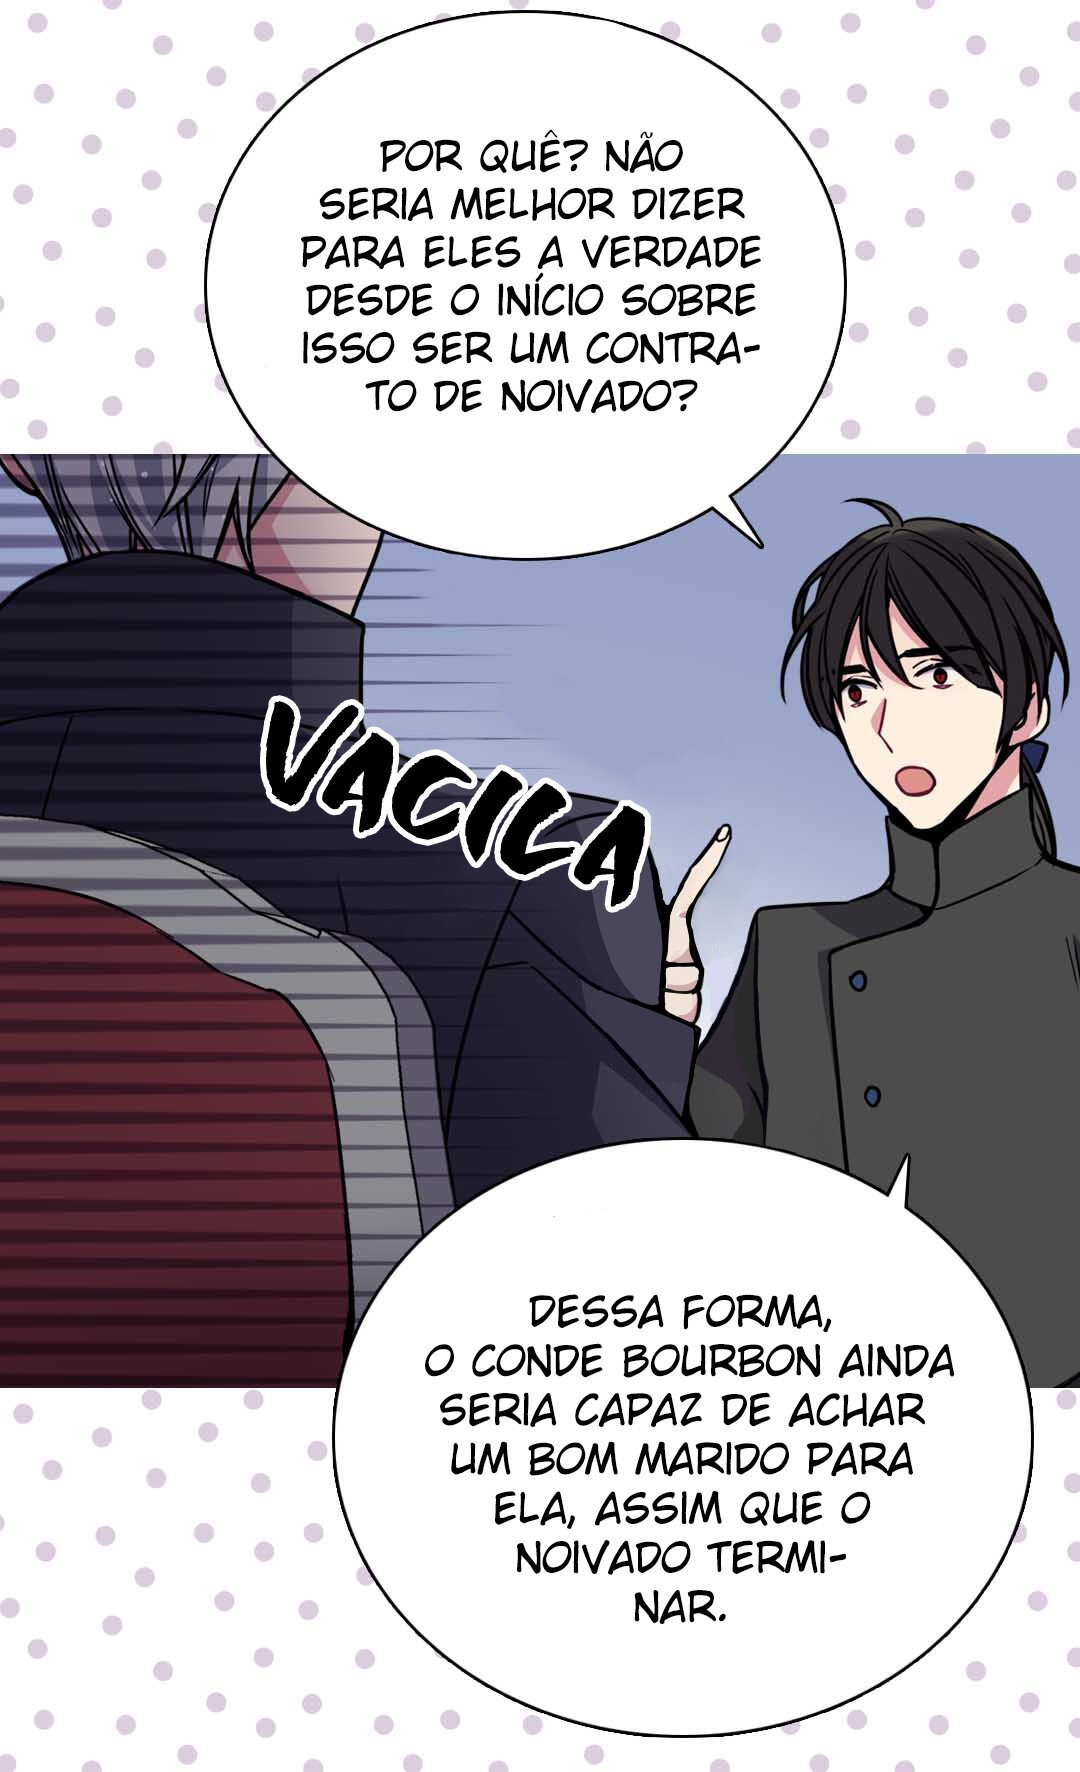 POR QUÊ? NÃO
SERIA MELHOR DIZER
PARA ELES A VERDADE
DESDE O INÍCIO SOBRE
ISSO SER UM CONTRA-
TO DE NOIVADO?
VACILA
DESSA FORMA,
O CONDE BOURBON AINDA
SERIA CAPAZ DE ACHAR
UM BOM MARIDO PARA
ELA, ASSIM QUE O
NOIVADO TERMI-
NAR.